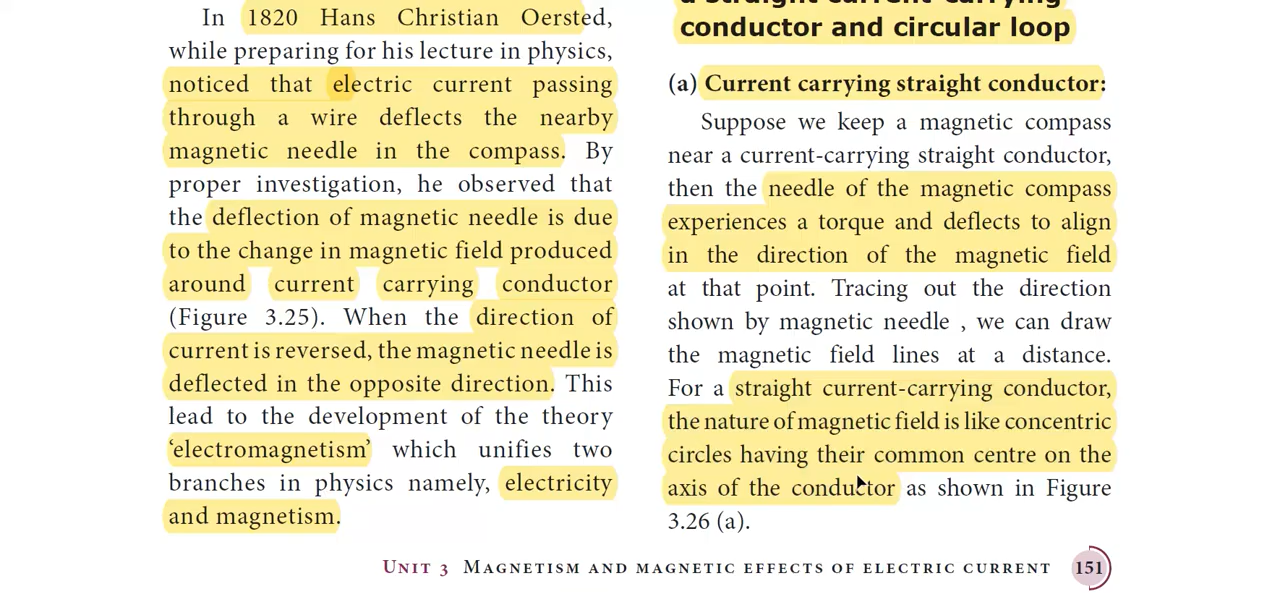 In 1820 Hans Christian Oersted,
while preparing for his lecture in physics,
noticed that electric current passing
through a wire deflects the nearby
magnetic needle in the compass. By
proper investigation, he observed that
the deflection of magnetic needle is due
to the change in magnetic field produced
around current carrying conductor
(Figure 3.25). When the direction of
current is reversed, the magnetic needle is
deflected in the opposite direction. This
lead to the development of the theory
‘electromagnetism’ which unifies two
branches in physics namely, electricity
and magnetism.
a straight current-carrying
conductor and circular loop
(a) Current carrying straight conductor:
Suppose we keep a magnetic compass
near a current-carrying straight conductor,
then the needle of the magnetic compass
experiences a torque and deflects to align
in the direction of the magnetic field
at that point. Tracing out the direction
shown by magnetic needle , we can draw
the magnetic field lines at a distance.
For a straight current-carrying conductor,
the nature of magnetic field is like concentric
circles having their common centre on the
axis of the conductor as shown in Figure
3.26 (a).
Unit 3 Magnetism and magnetic effects of electric current 151